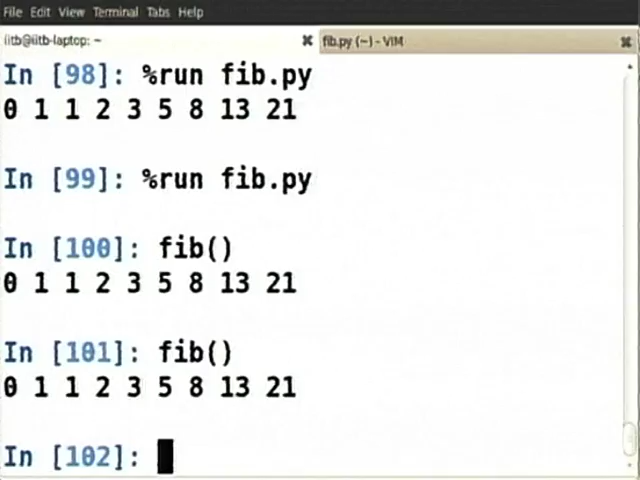 File Edit View Terminal Tabs Help
iitb@iitb-laptop: ~ ✖ fib.py (~) - VIM ✖
In [98]: %run fib.py
0 1 1 2 3 5 8 13 21
In [99]: %run fib.py
In [100]: fib()
0 1 1 2 3 5 8 13 21
In [101]: fib()
0 1 1 2 3 5 8 13 21
In [102]: